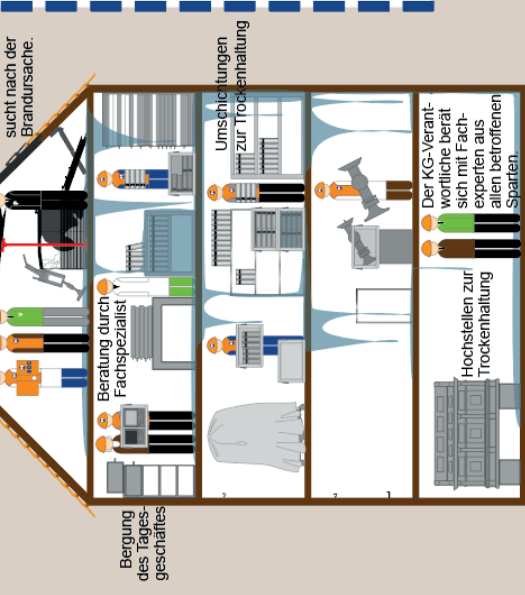 sucht nach der
Brandursache.
Umschichtungen
zur Trockenhaltung
Beratung durch
Fachspezialist
Der KG-Verant-
wortliche berät
sich mit Fach-
experten aus
allen betroffenen
Sparten.
Hochstellen zur
Trockenhaltung
Bergung
des Tages-
geschäftes